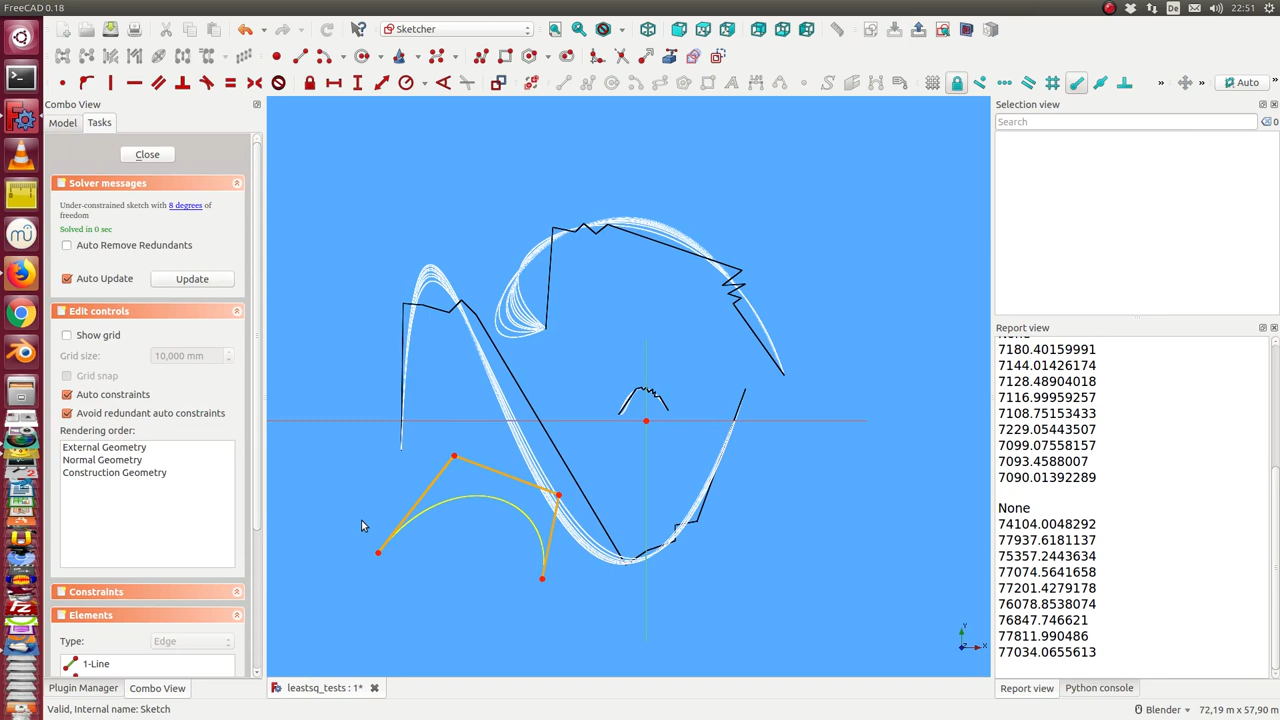 FreeCAD 0.18
De
22:51
Sketcher
Auto
Combo View
Model
Tasks
Close
Solver messages
Under-constrained sketch with 8 degrees of
freedom
Solved in 0 sec
Auto Remove Redundants
Auto Update
Update
Edit controls
Show grid
Grid size:
10,000 mm
Grid snap
Auto constraints
Avoid redundant auto constraints
Rendering order:
External Geometry
Normal Geometry
Construction Geometry
Constraints
Elements
Type:
Edge
1-Line
Plugin Manager
Combo View
leastsq_tests : 1*
Y
X
Selection view
Search
0
Report view
None
7180.40159991
7144.01426174
7128.48904018
7116.99959257
7108.75153433
7229.05443507
7099.07558157
7093.4588007
7090.01392289
None
74104.0048292
77937.6181137
75357.2443634
77074.5641658
77201.4279178
76078.8538074
76847.746621
77811.990486
77034.0655613
Report view
Python console
Valid, Internal name: Sketch
Blender
72,19 m x 57,90 m